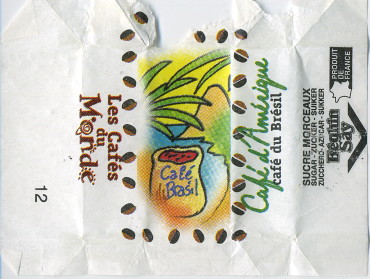 Les Cafés
du
Monde
12
Café
Brasil
Café d'Amérique
café du Brésil
SUCRE MORCEAUX
SUGAR - ZUCKER - SUIKER
ZUCCHERO - AZUCAR - SUKKER
Béghin
Say
PRODUIT
DE FRANCE